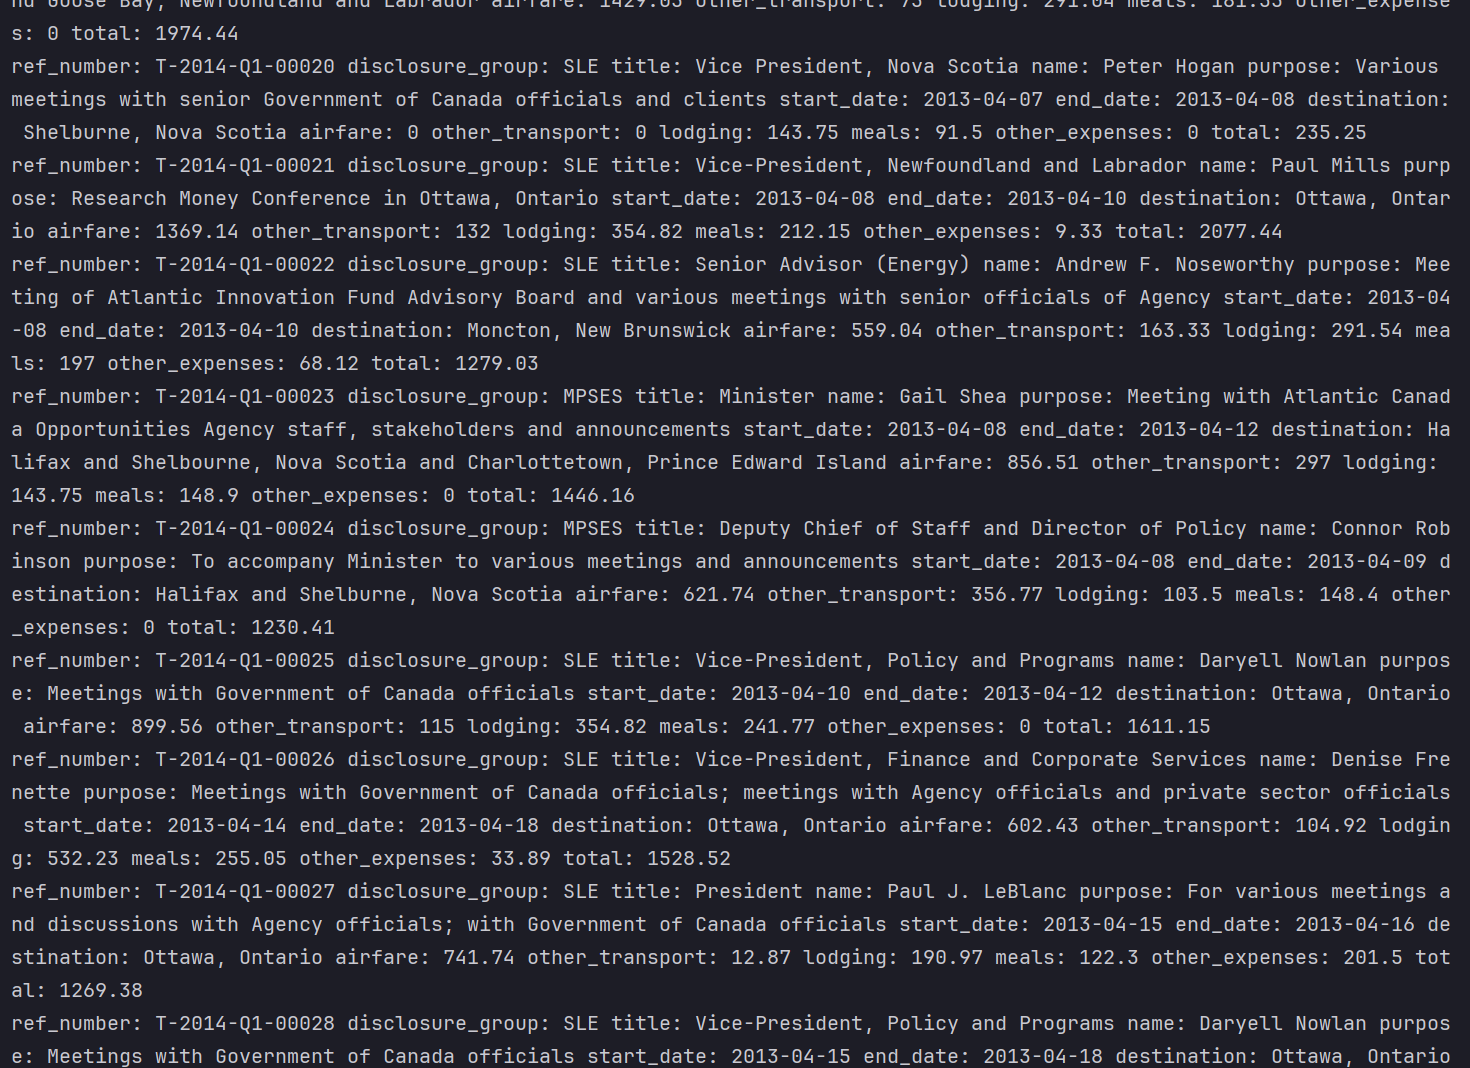 nd Goose Bay, Newfoundland and Labrador airfare: 1429.05 other_transport: 73 lodging: 291.04 meals: 181.35 other_expense
s: 0 total: 1974.44
ref_number: T-2014-Q1-00020 disclosure_group: SLE title: Vice President, Nova Scotia name: Peter Hogan purpose: Various
meetings with senior Government of Canada officials and clients start_date: 2013-04-07 end_date: 2013-04-08 destination:
 Shelburne, Nova Scotia airfare: 0 other_transport: 0 lodging: 143.75 meals: 91.5 other_expenses: 0 total: 235.25
ref_number: T-2014-Q1-00021 disclosure_group: SLE title: Vice-President, Newfoundland and Labrador name: Paul Mills purp
ose: Research Money Conference in Ottawa, Ontario start_date: 2013-04-08 end_date: 2013-04-10 destination: Ottawa, Ontar
io airfare: 1369.14 other_transport: 132 lodging: 354.82 meals: 212.15 other_expenses: 9.33 total: 2077.44
ref_number: T-2014-Q1-00022 disclosure_group: SLE title: Senior Advisor (Energy) name: Andrew F. Noseworthy purpose: Mee
ting of Atlantic Innovation Fund Advisory Board and various meetings with senior officials of Agency start_date: 2013-04
-08 end_date: 2013-04-10 destination: Moncton, New Brunswick airfare: 559.04 other_transport: 163.33 lodging: 291.54 mea
ls: 197 other_expenses: 68.12 total: 1279.03
ref_number: T-2014-Q1-00023 disclosure_group: MPSES title: Minister name: Gail Shea purpose: Meeting with Atlantic Canad
a Opportunities Agency staff, stakeholders and announcements start_date: 2013-04-08 end_date: 2013-04-12 destination: Ha
lifax and Shelbourne, Nova Scotia and Charlottetown, Prince Edward Island airfare: 856.51 other_transport: 297 lodging:
143.75 meals: 148.9 other_expenses: 0 total: 1446.16
ref_number: T-2014-Q1-00024 disclosure_group: MPSES title: Deputy Chief of Staff and Director of Policy name: Connor Rob
inson purpose: To accompany Minister to various meetings and announcements start_date: 2013-04-08 end_date: 2013-04-09 d
estination: Halifax and Shelburne, Nova Scotia airfare: 621.74 other_transport: 356.77 lodging: 103.5 meals: 148.4 other
_expenses: 0 total: 1230.41
ref_number: T-2014-Q1-00025 disclosure_group: SLE title: Vice-President, Policy and Programs name: Daryell Nowlan purpos
e: Meetings with Government of Canada officials start_date: 2013-04-10 end_date: 2013-04-12 destination: Ottawa, Ontario
 airfare: 899.56 other_transport: 115 lodging: 354.82 meals: 241.77 other_expenses: 0 total: 1611.15
ref_number: T-2014-Q1-00026 disclosure_group: SLE title: Vice-President, Finance and Corporate Services name: Denise Fre
nette purpose: Meetings with Government of Canada officials; meetings with Agency officials and private sector officials
 start_date: 2013-04-14 end_date: 2013-04-18 destination: Ottawa, Ontario airfare: 602.43 other_transport: 104.92 lodgin
g: 532.23 meals: 255.05 other_expenses: 33.89 total: 1528.52
ref_number: T-2014-Q1-00027 disclosure_group: SLE title: President name: Paul J. LeBlanc purpose: For various meetings a
nd discussions with Agency officials; with Government of Canada officials start_date: 2013-04-15 end_date: 2013-04-16 de
stination: Ottawa, Ontario airfare: 741.74 other_transport: 12.87 lodging: 190.97 meals: 122.3 other_expenses: 201.5 tot
al: 1269.38
ref_number: T-2014-Q1-00028 disclosure_group: SLE title: Vice-President, Policy and Programs name: Daryell Nowlan purpos
e: Meetings with Government of Canada officials start_date: 2013-04-15 end_date: 2013-04-18 destination: Ottawa, Ontario